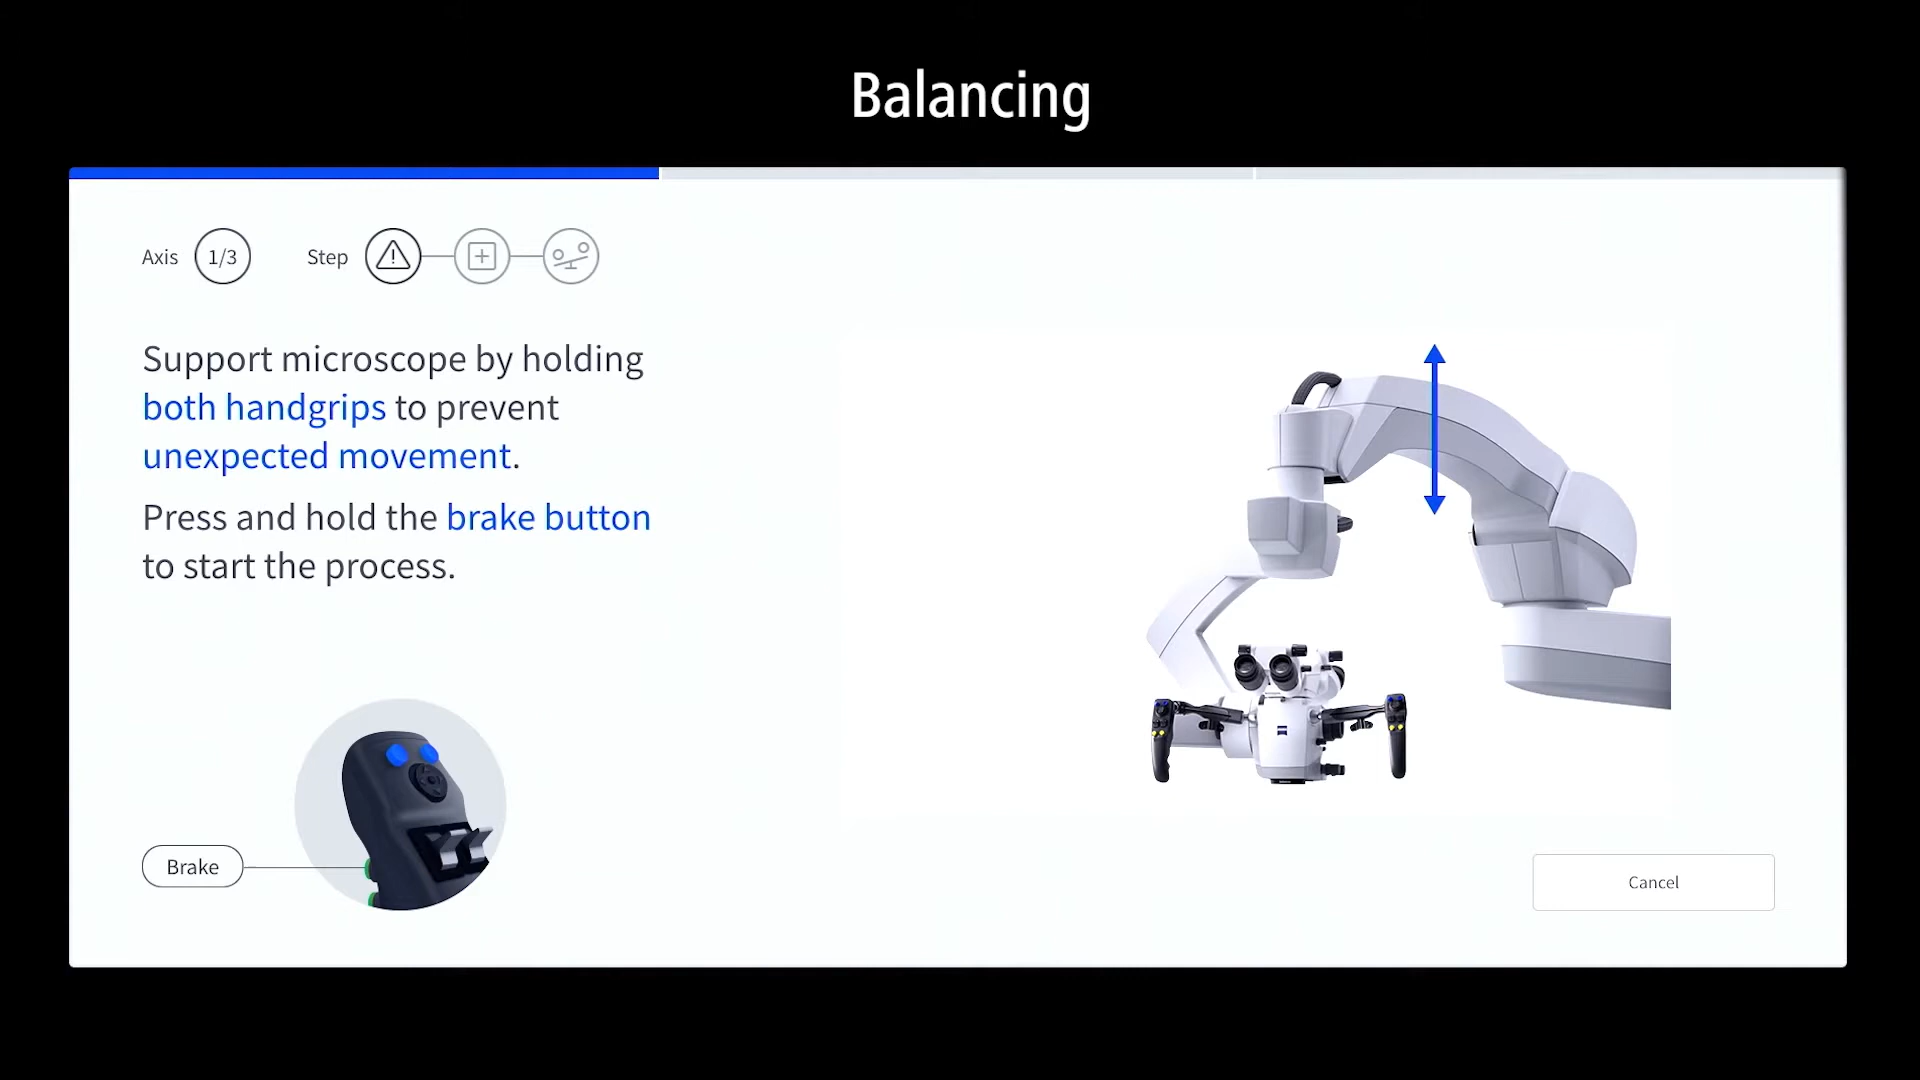 Balancing
Axis 1/3 Step
Support microscope by holding
both handgrips to prevent
unexpected movement.
Press and hold the brake button
to start the process.
Brake
Cancel